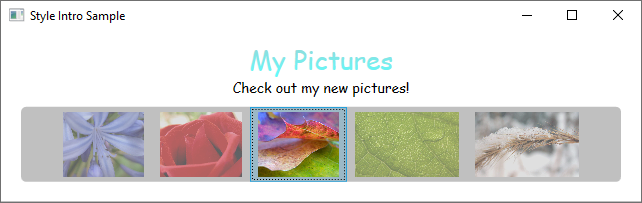 Style Intro Sample
My Pictures
Check out my new pictures!